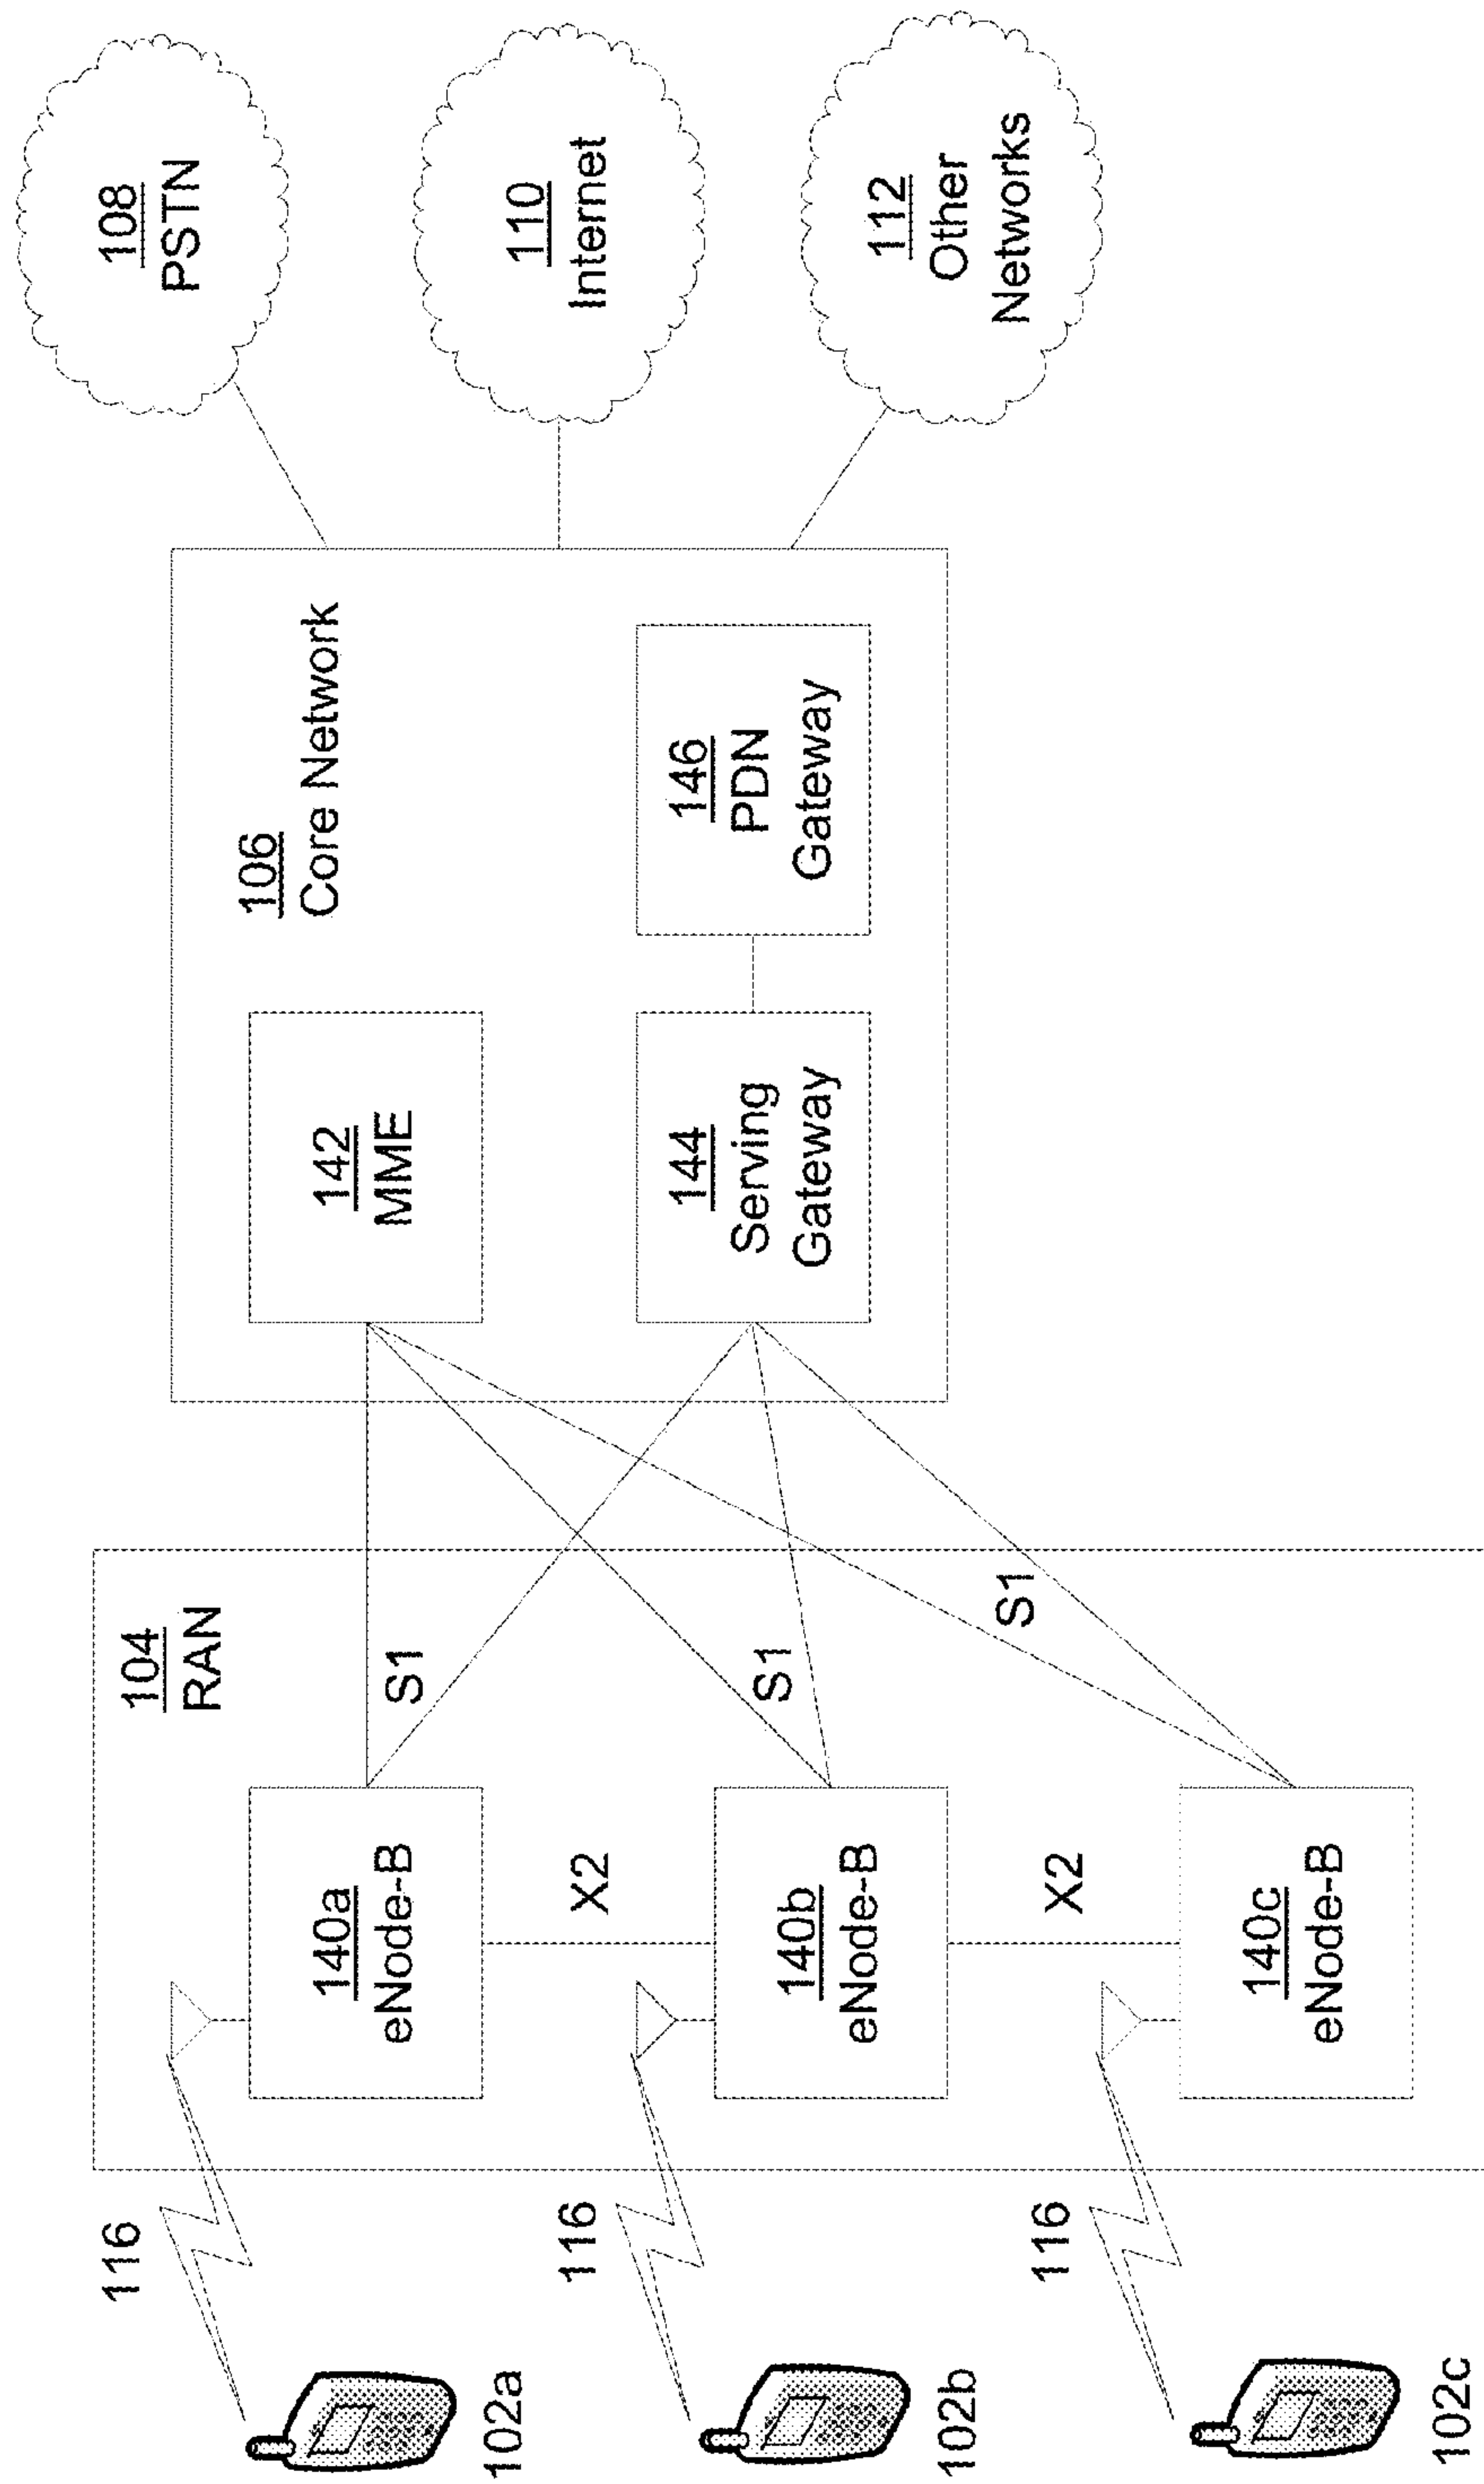 104
RAN
106
Core Network
108
PSTN
116
140a
eNode-B
S1
142
MME
102a
X2
110
Internet
116
140b
eNode-B
S1
144
Serving
Gateway
146
PDN
Gateway
102b
X2
112
Other
Networks
116
140c
eNode-B
S1
102c